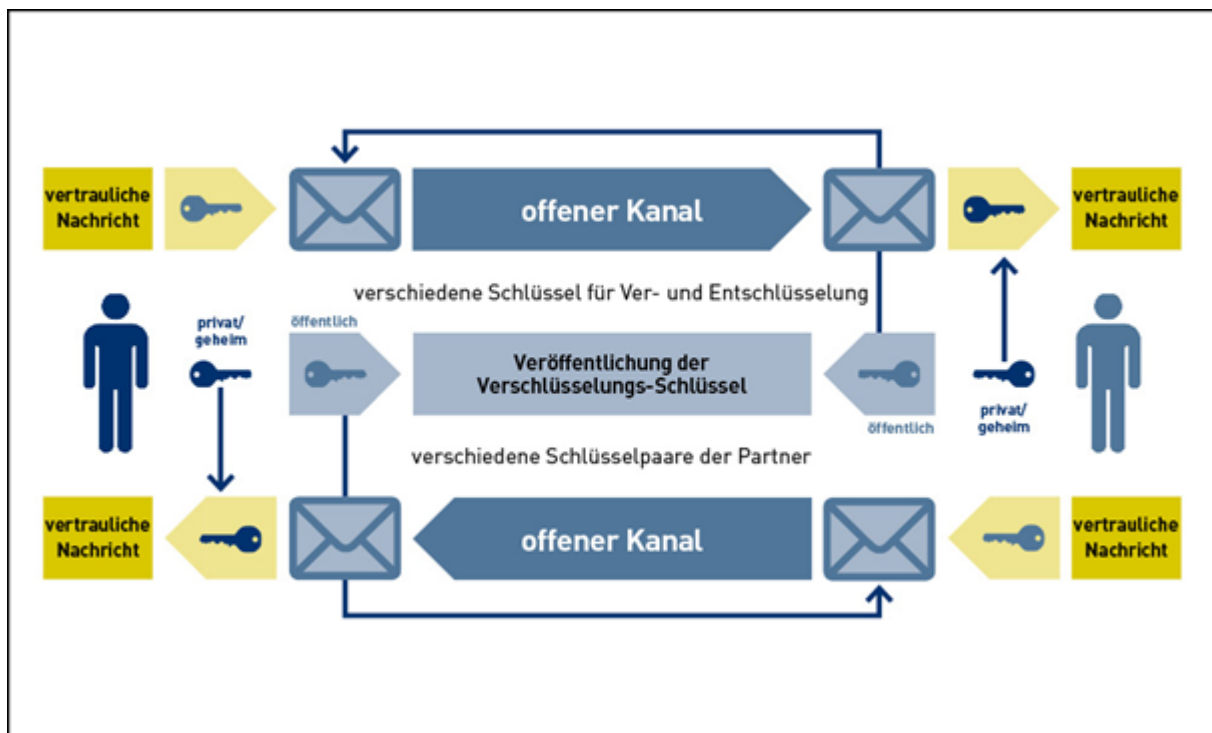 vertrauliche
Nachricht
offener Kanal
vertrauliche
Nachricht
verschiedene Schlüssel für Ver- und Entschlüsselung
privat/
geheim
öffentlich
Veröffentlichung der
Verschlüsselungs-Schlüssel
öffentlich
privat/
geheim
verschiedene Schlüsselpaare der Partner
vertrauliche
Nachricht
offener Kanal
vertrauliche
Nachricht